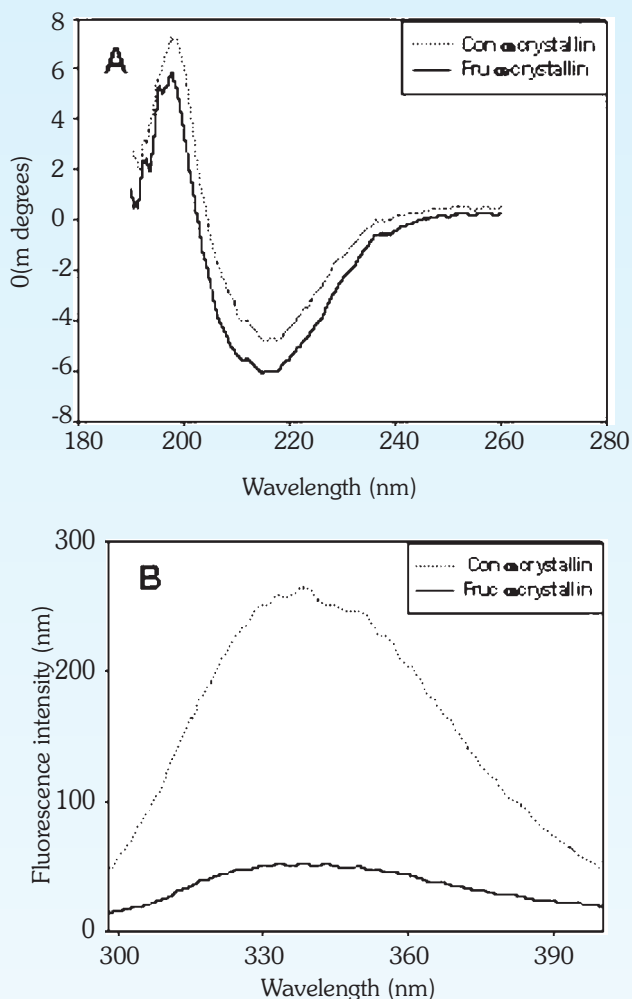 A
Con αcrystallin
Fru αcrystallin
8
6
4
2
0
-2
-4
-6
-8
0(m degrees)
180
200
220
240
260
280
Wavelength (nm)
B
Con αcrystallin
Fruc αcrystallin
300
200
100
0
Fluorescence intensity (nm)
300
330
360
390
Wavelength (nm)